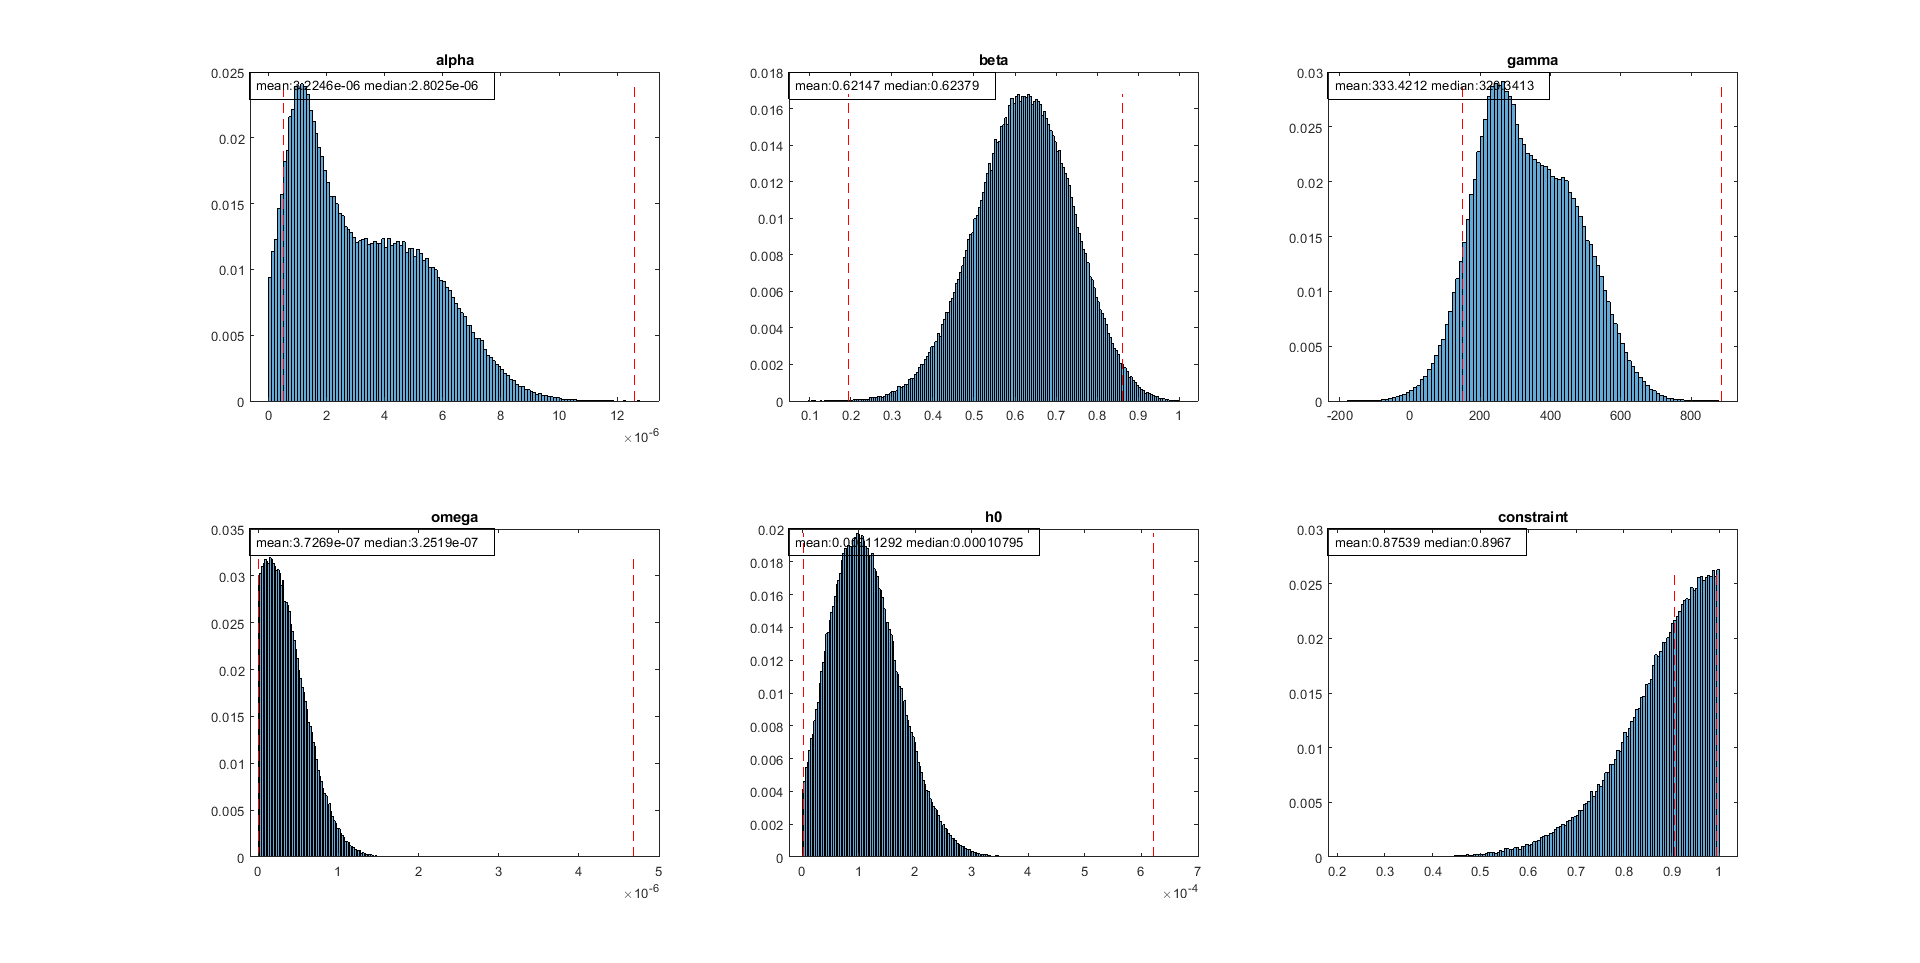 alpha
mean:3.2246e-06 median:2.8025e-06
0.025
0.02
0.015
0.01
0.005
0
0 2 4 6 8 10 12
×10-6
beta
mean:0.62147 median:0.62379
0.018
0.016
0.014
0.012
0.01
0.008
0.006
0.004
0.002
0
0.1 0.2 0.3 0.4 0.5 0.6 0.7 0.8 0.9 1
gamma
mean:333.4212 median:320.3413
0.03
0.025
0.02
0.015
0.01
0.005
0
-200 0 200 400 600 800
omega
mean:3.7269e-07 median:3.2519e-07
0.035
0.03
0.025
0.02
0.015
0.01
0.005
0
0 1 2 3 4 5
×10-6
h0
mean:0.00011292 median:0.00010795
0.02
0.018
0.016
0.014
0.012
0.01
0.008
0.006
0.004
0.002
0
0 1 2 3 4 5 6 7
×10-4
constraint
mean:0.87539 median:0.8967
0.03
0.025
0.02
0.015
0.01
0.005
0
0.2 0.3 0.4 0.5 0.6 0.7 0.8 0.9 1